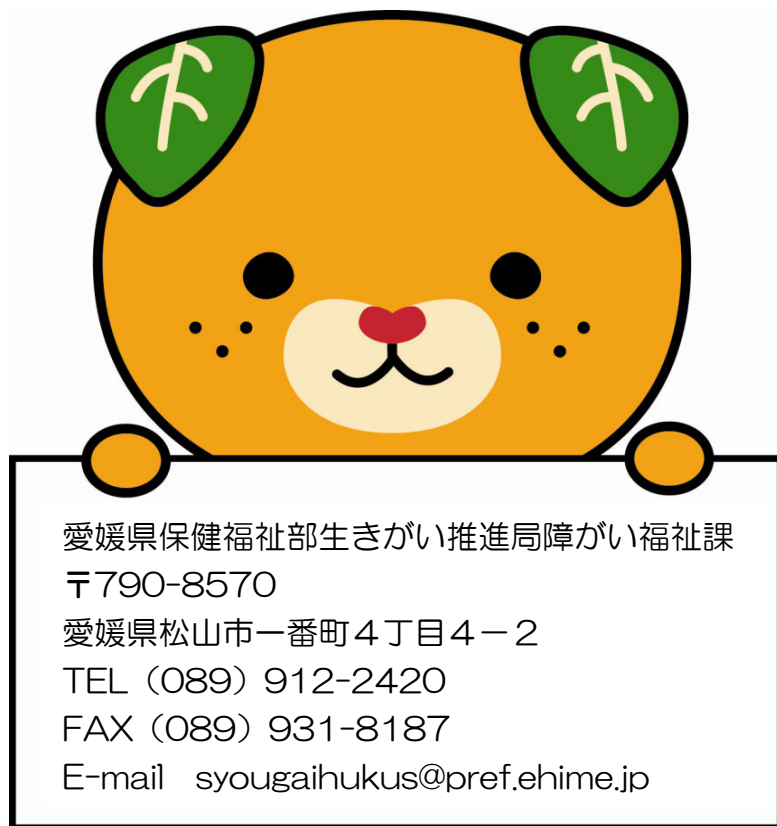 愛媛県保健福祉部生きがい推進局障がい福祉課
〒790-8570
愛媛県松山市一番町４丁目４－２
TEL（089）912-2420
FAX（089）931-8187
E-mail　syougaihukus@pref.ehime.jp